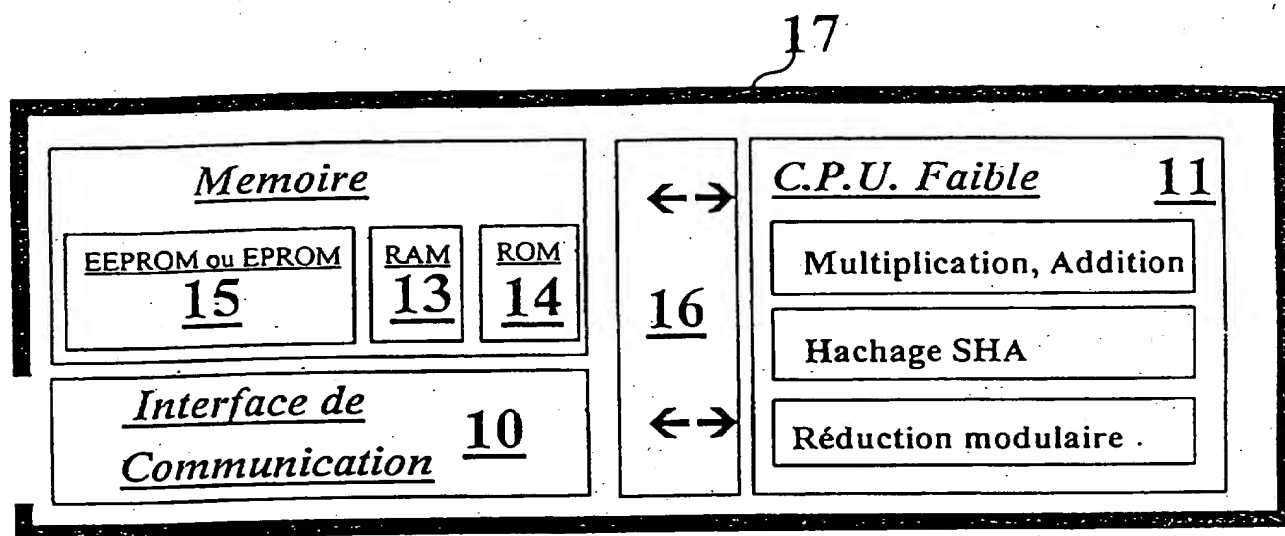 17
Memoire
EEPROM ou EPROM
15
RAM
13
ROM
14
Interface de
Communication
10
16
C.P.U. Faible
11
Multiplication, Addition
Hachage SHA
Réduction modulaire